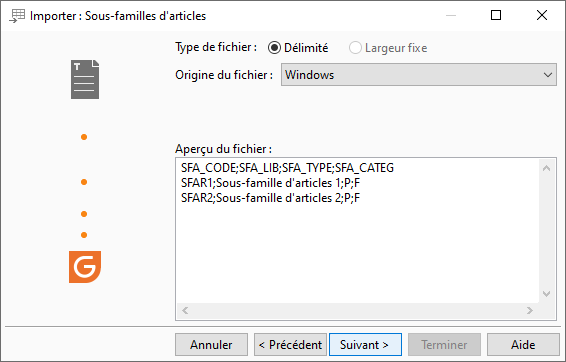 Importer : Sous-familles d'articles
Type de fichier : Délimité Largeur fixe
Origine du fichier : Windows
T
Aperçu du fichier :
SFA_CODE;SFA_LIB;SFA_TYPE;SFA_CATEG
SFAR1;Sous-famille d'articles 1;P;F
SFAR2;Sous-famille d'articles 2;P;F
G
Annuler < Précédent Suivant > Terminer Aide